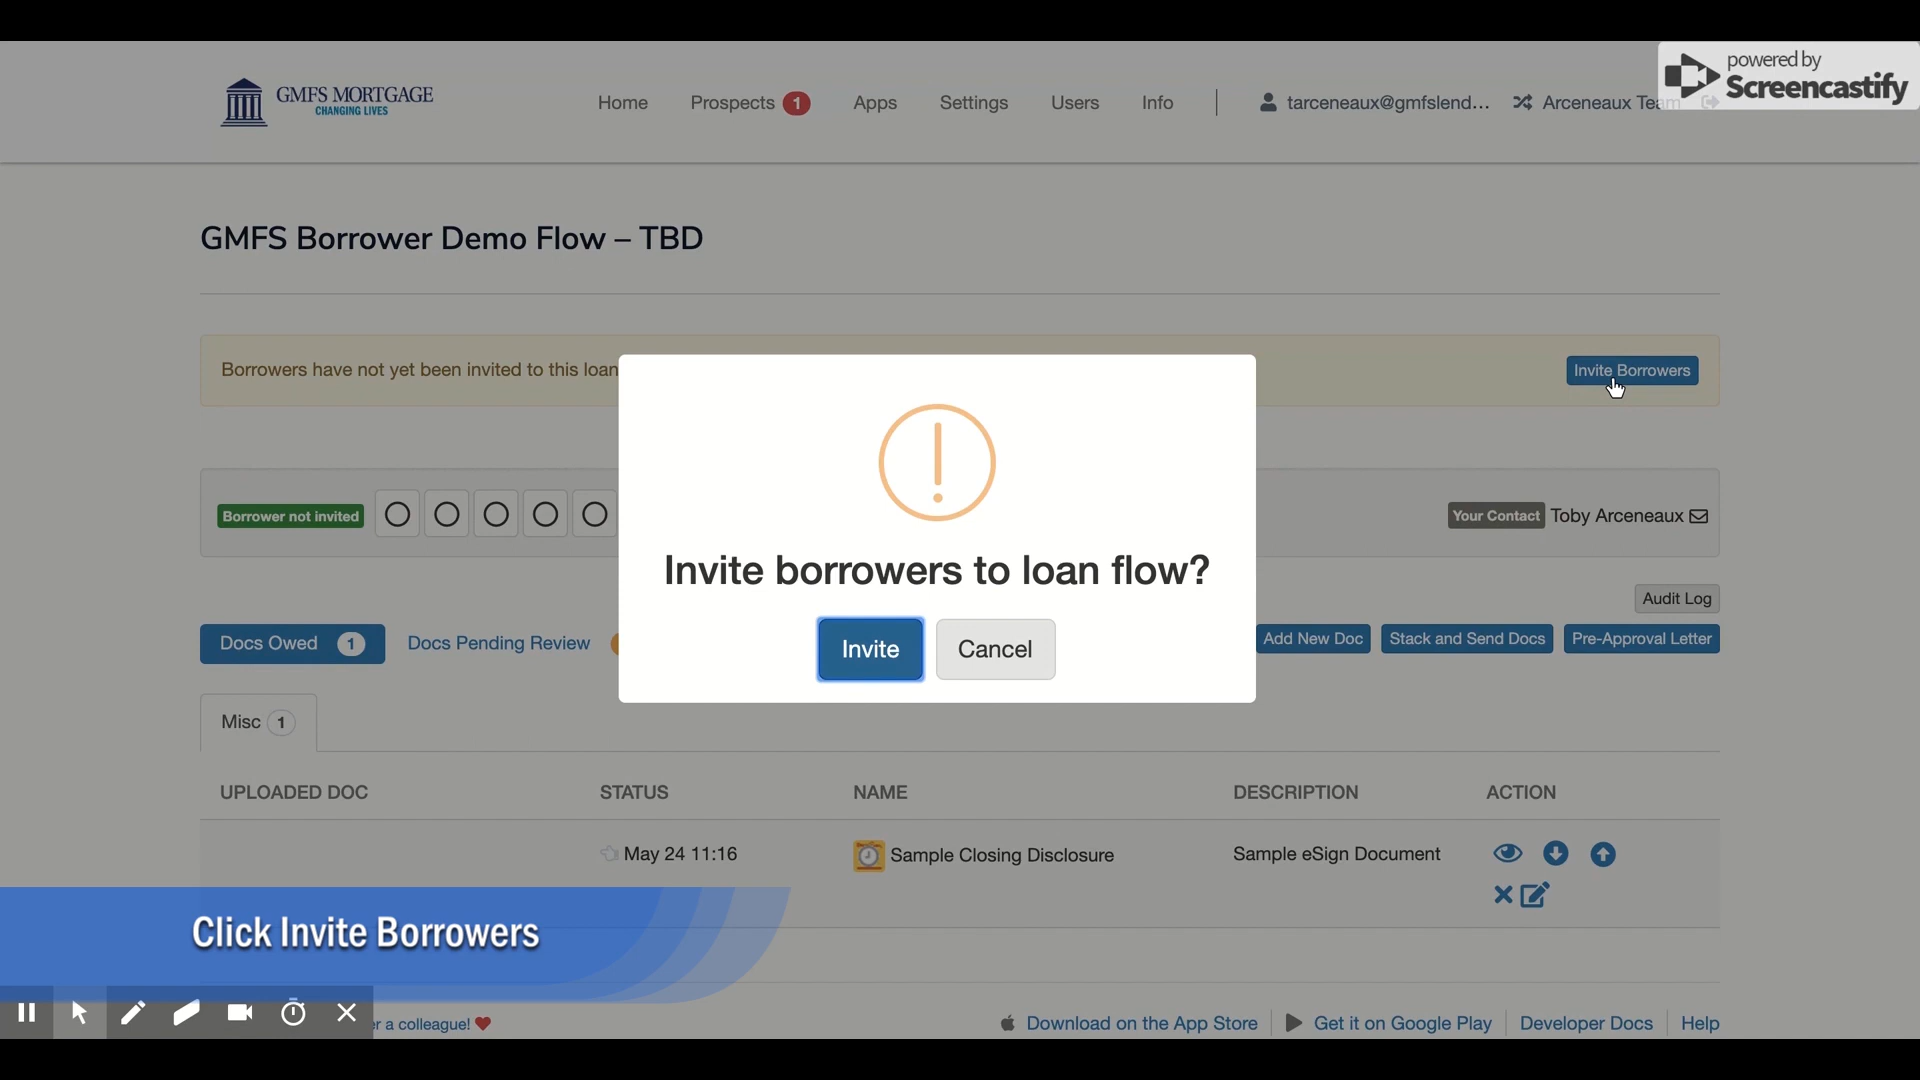 powered by
Screencastify
GMFS MORTGAGE
CHANGING LIVES
Home
Prospects 1
Apps
Settings
Users
Info
tarceneaux@gmfslend...
Arceneaux Team
GMFS Borrower Demo Flow – TBD
Borrowers have not yet been invited to this loan
Invite Borrowers
Borrower not invited
Your Contact Toby Arceneaux
Invite borrowers to loan flow?
Invite
Cancel
Audit Log
Docs Owed 1
Docs Pending Review
Add New Doc
Stack and Send Docs
Pre-Approval Letter
Misc 1
UPLOADED DOC
STATUS
NAME
DESCRIPTION
ACTION
May 24 11:16
Sample Closing Disclosure
Sample eSign Document
Click Invite Borrowers
a colleague!
Download on the App Store
Get it on Google Play
Developer Docs
Help